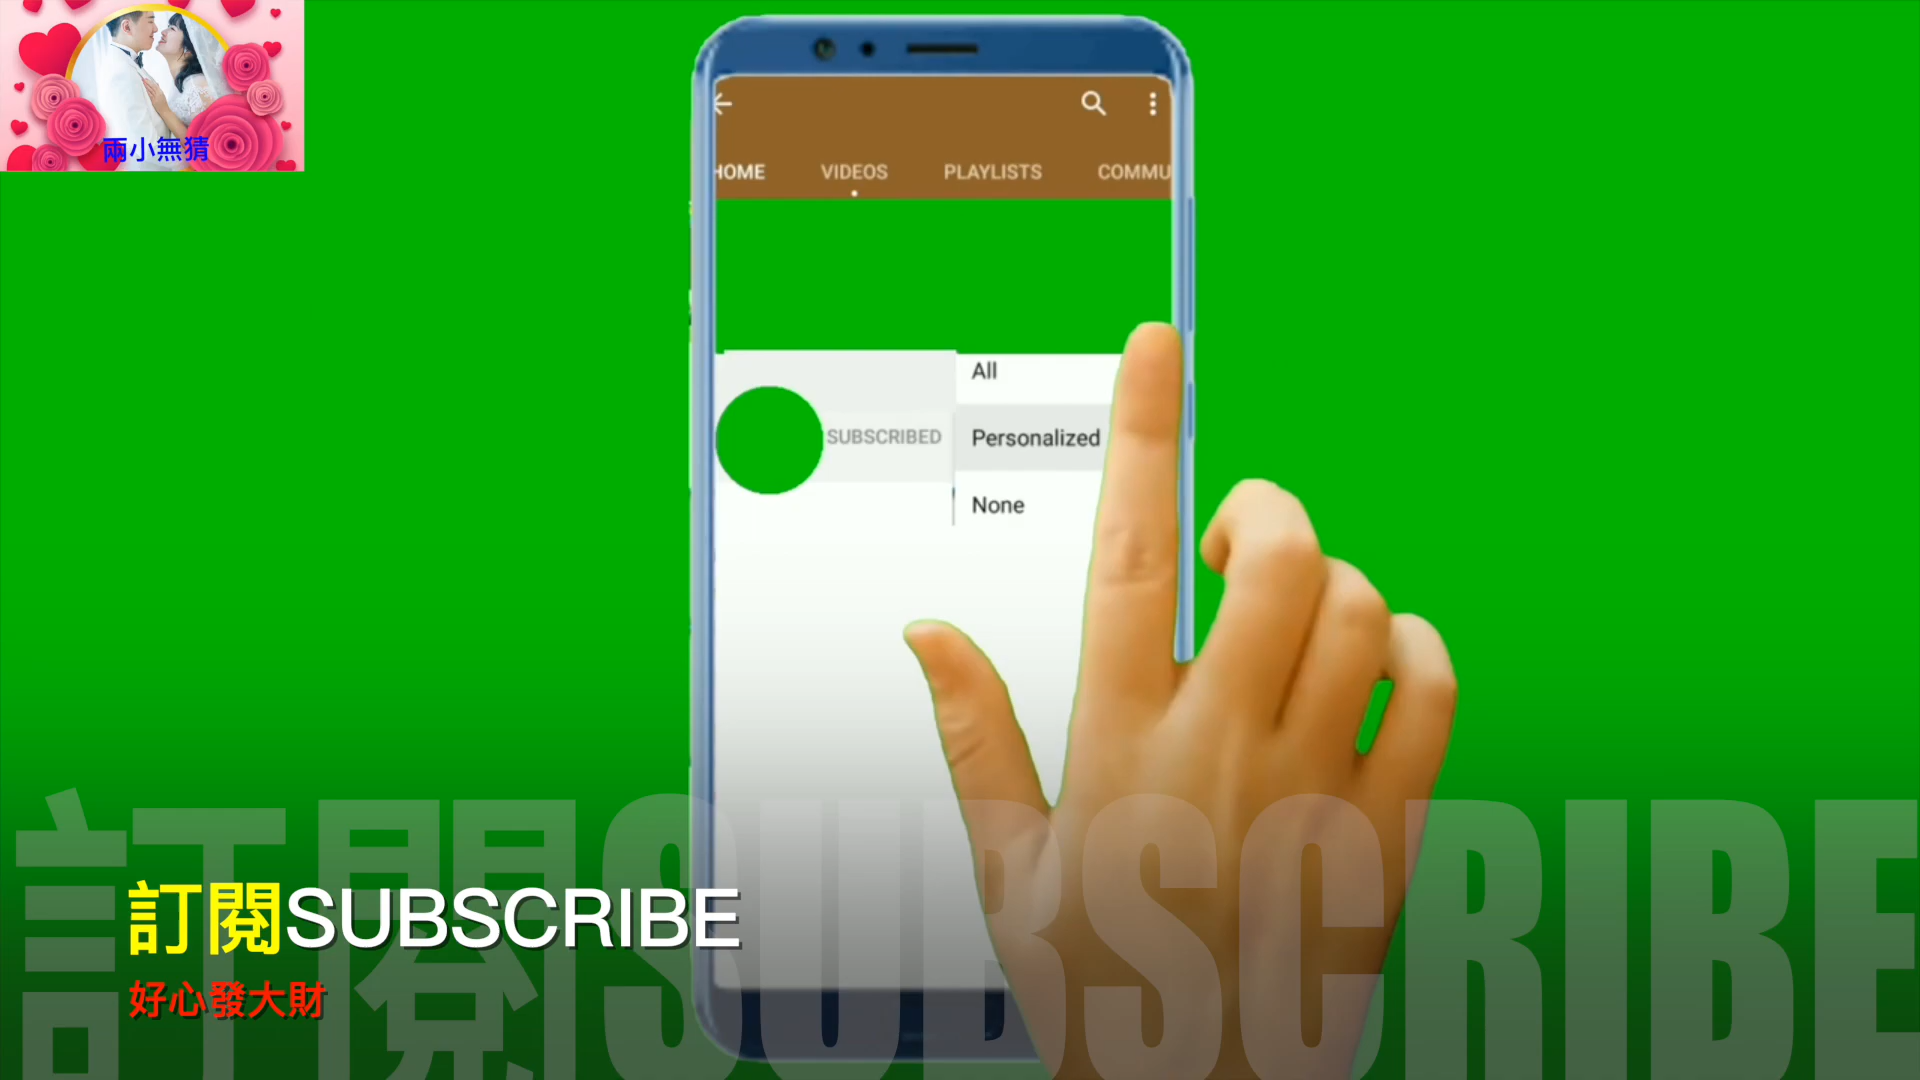 兩小無猜
HOME VIDEOS PLAYLISTS COMMU
All
SUBSCRIBED
Personalized
None
訂閱SUBSCRIBE
訂閱SUBSCRIBE
好心發大財